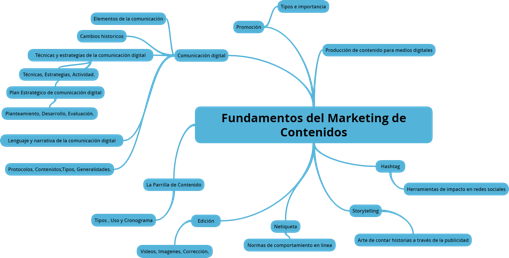 Tipos e importancia
Elementos de la comunicación
Promoción
Cambios historicos
Producción de contenido para medios digitales
Técnicas y estrategias de la comunicación digital
Comunicación digital
Técnicas, Estrategias, Actividad.
Plan Estratégico de comunicación digital
Planteamiento, Desarrollo, Evaluación.
Fundamentos del Marketing de
Contenidos
Lenguaje y narrativa de la comunicación digital
Protocolos, Contenidos,Tipos, Generalidades.
Hashtag
La Parrilla de Contenido
Herramientas de impacto en redes sociales
Storytelling
Tipos , Uso y Cronograma
Edición
Netiqueta
Arte de contar historias a través de la publicidad
Normas de comportamiento en linea
Videos, Imagenes, Corrección.